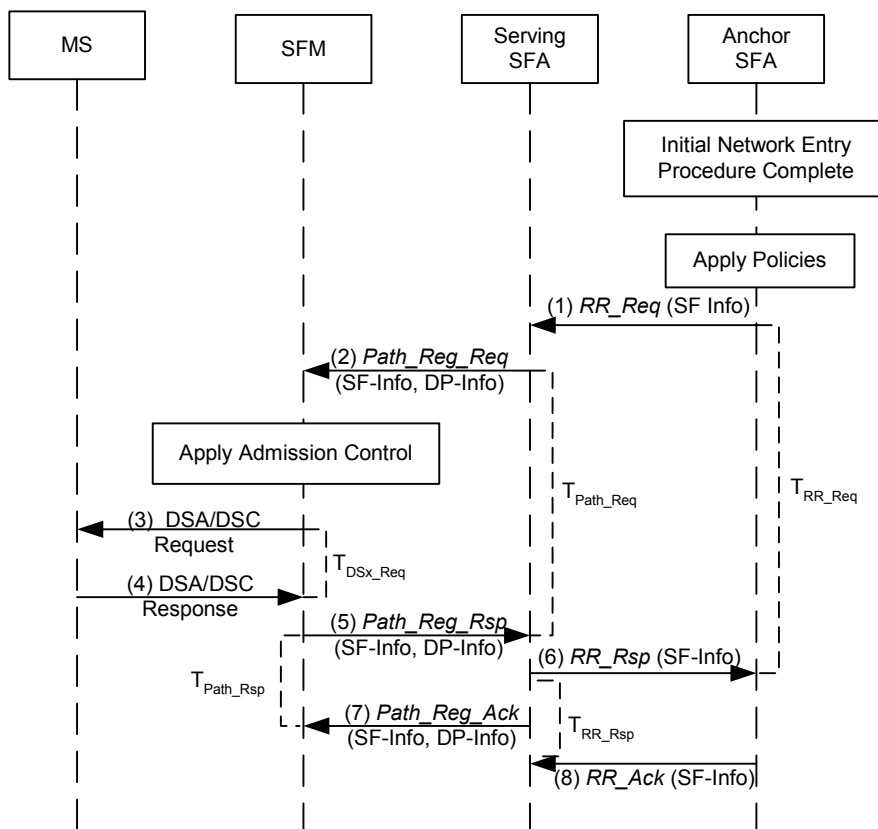 MS
SFM
Serving
SFA
Anchor
SFA
Initial Network Entry
Procedure Complete
Apply Policies
(1) RR_Req (SF Info)
(2) Path_Reg_Req
(SF-Info, DP-Info)
Apply Admission Control
T_Path_Req
T_RR_Req
(3) DSA/DSC
Request
T_DSx_Req
(4) DSA/DSC
Response
(5) Path_Reg_Rsp
(SF-Info, DP-Info)
(6) RR_Rsp (SF-Info)
T_Path_Rsp
(7) Path_Reg_Ack
(SF-Info, DP-Info)
T_RR_Rsp
(8) RR_Ack (SF-Info)